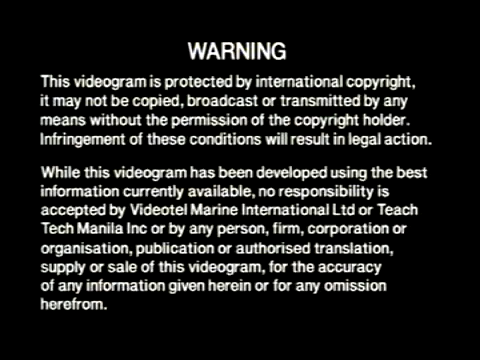 WARNING
This videogram is protected by international copyright,
it may not be copied, broadcast or transmitted by any
means without the permission of the copyright holder.
Infringement of these conditions will result in legal action.
While this videogram has been developed using the best
information currently available, no responsibility is
accepted by Videotel Marine International Ltd or Teach
Tech Manila Inc or by any person, firm, corporation or
organisation, publication or authorised translation,
supply or sale of this videogram, for the accuracy
of any information given herein or for any omission
herefrom.